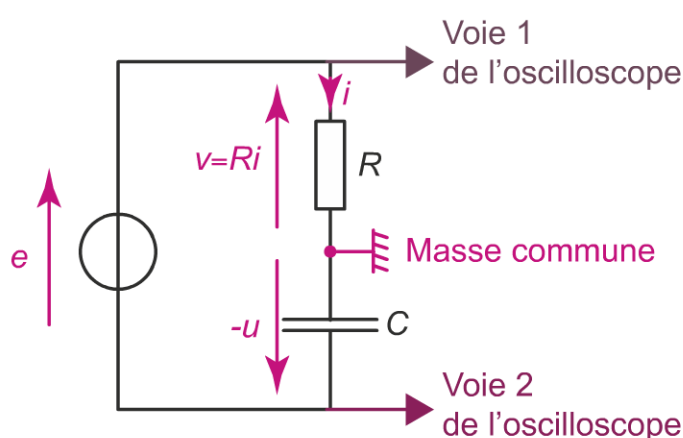 Voie 1
de l’oscilloscope
i
v=Ri
R
e
Masse commune
-u
C
Voie 2
de l’oscilloscope